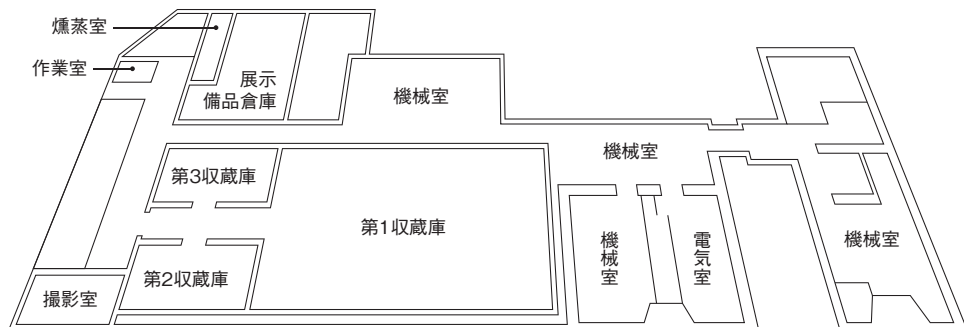 燻蒸室
作業室
展示
備品倉庫
機械室
機械室
第3収蔵庫
第1収蔵庫
第2収蔵庫
撮影室
機械室
電気室
機械室